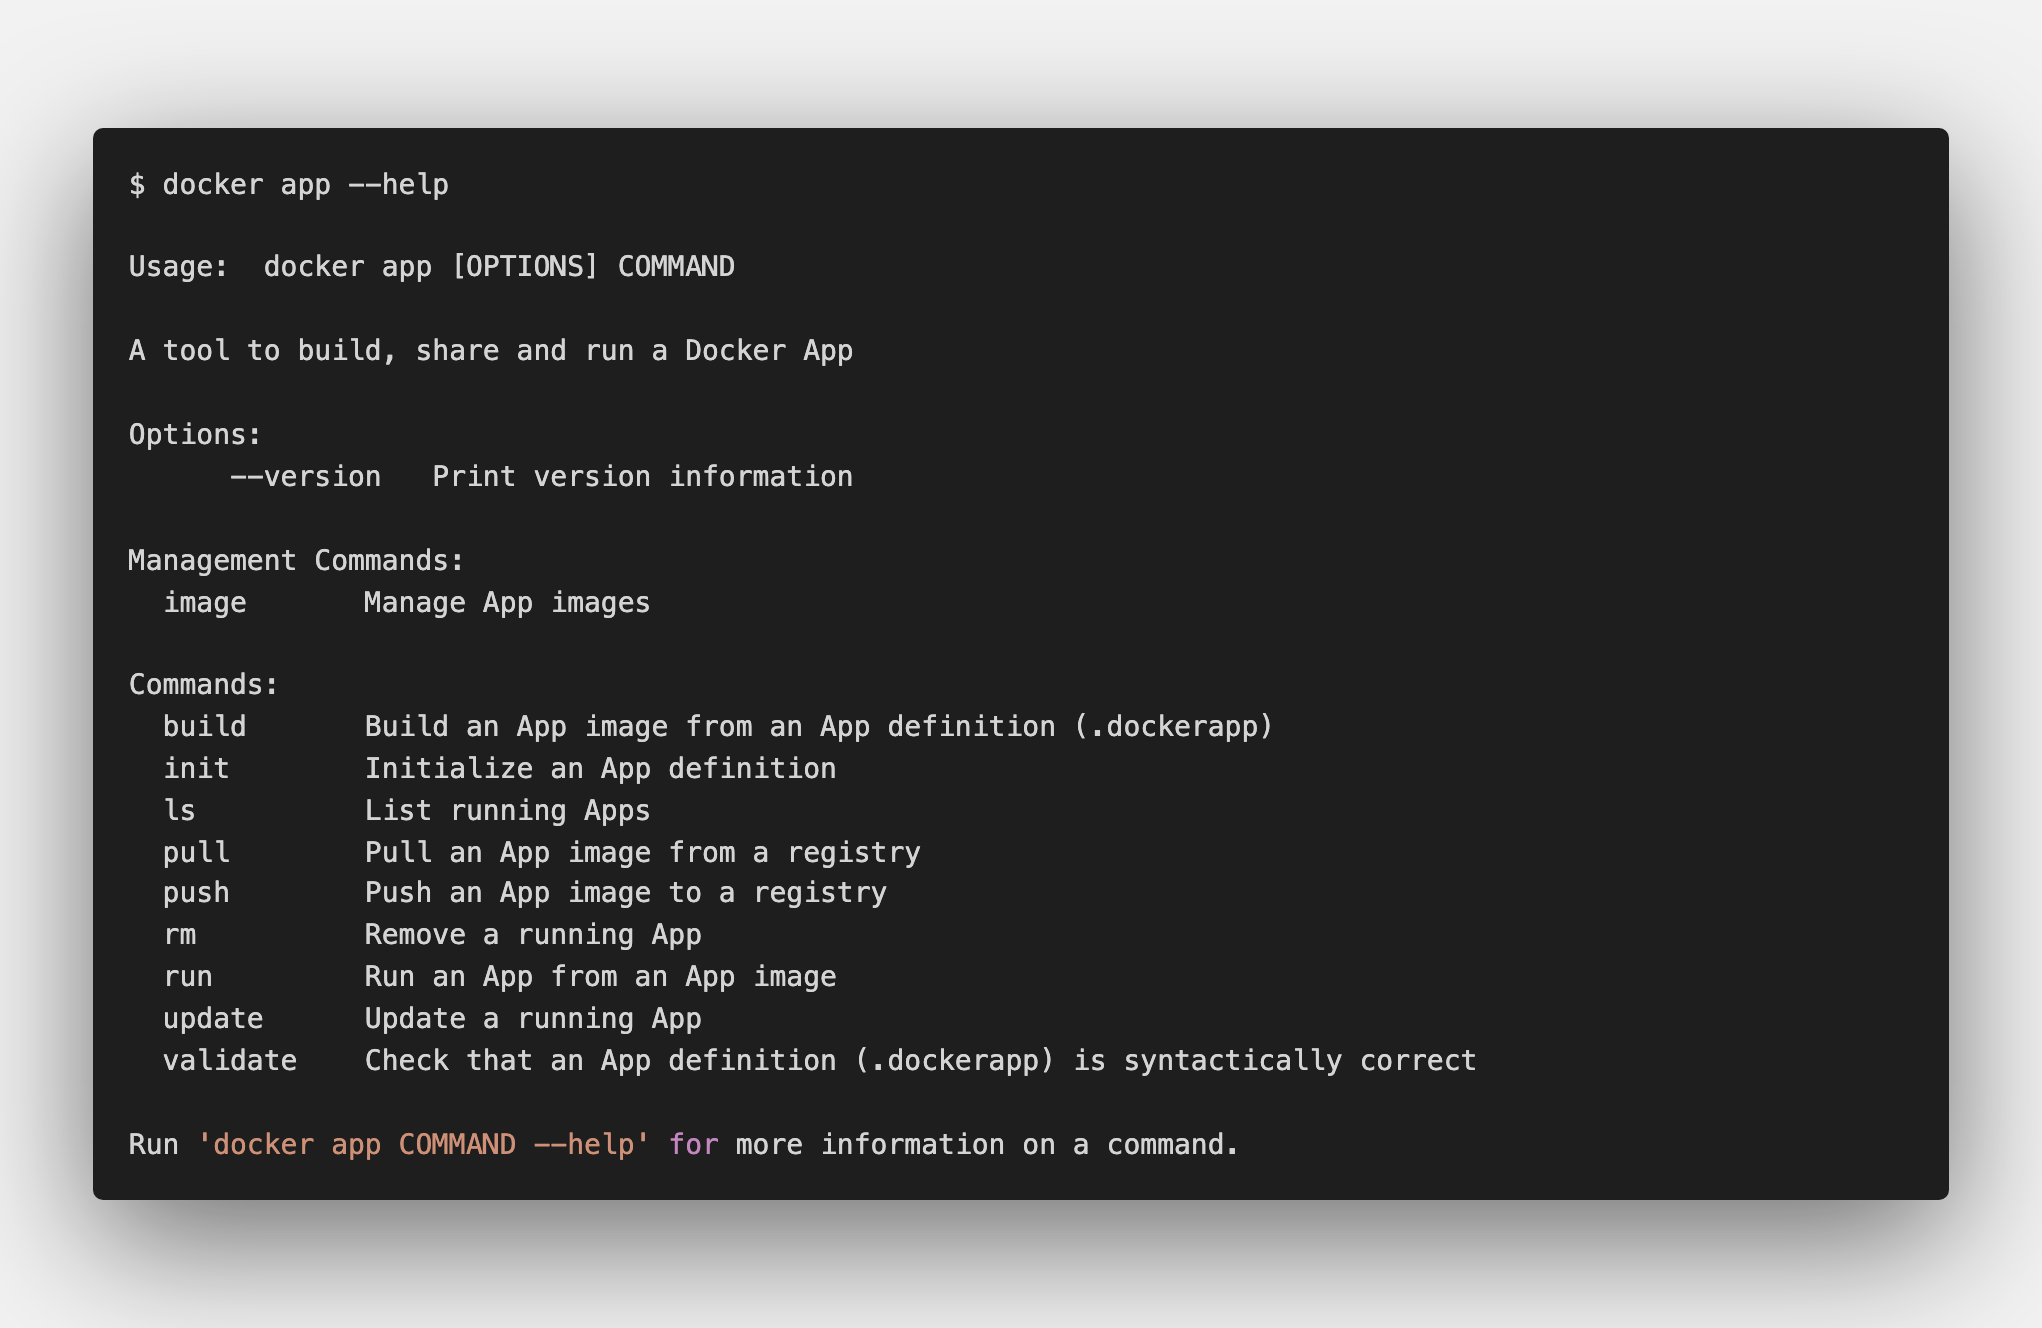 $ docker app --help
Usage:  docker app [OPTIONS] COMMAND
A tool to build, share and run a Docker App
Options:
      --version   Print version information
Management Commands:
  image       Manage App images
Commands:
  build       Build an App image from an App definition (.dockerapp)
  init        Initialize an App definition
  ls          List running Apps
  pull        Pull an App image from a registry
  push        Push an App image to a registry
  rm          Remove a running App
  run         Run an App from an App image
  update      Update a running App
  validate    Check that an App definition (.dockerapp) is syntactically correct
Run 'docker app COMMAND --help' for more information on a command.